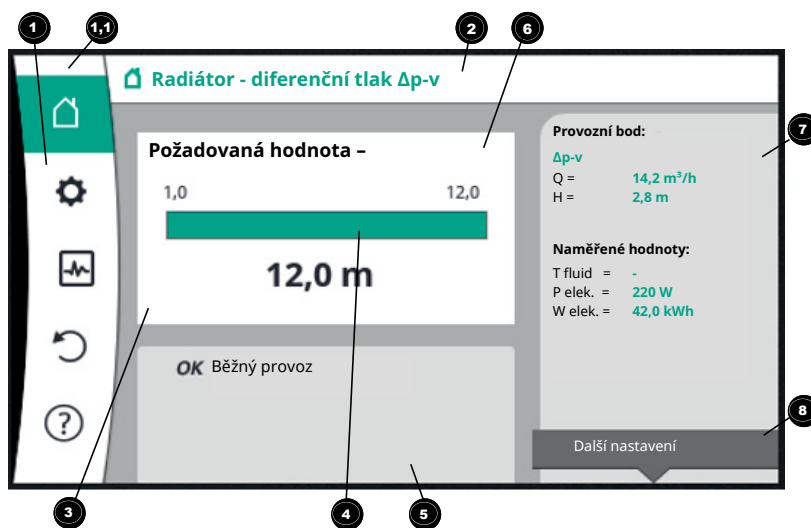 1
1,1
2
6
Radiátor - diferenční tlak Δp-v
Požadovaná hodnota –
1,0 12,0
12,0 m
OK Běžný provoz
Provozní bod:
7
Δp-v
Q = 14,2 m³/h
H = 2,8 m
Naměřené hodnoty:
T fluid = -
P elek. = 220 W
W elek. = 42,0 kWh
8
Další nastavení
?
3
4
5